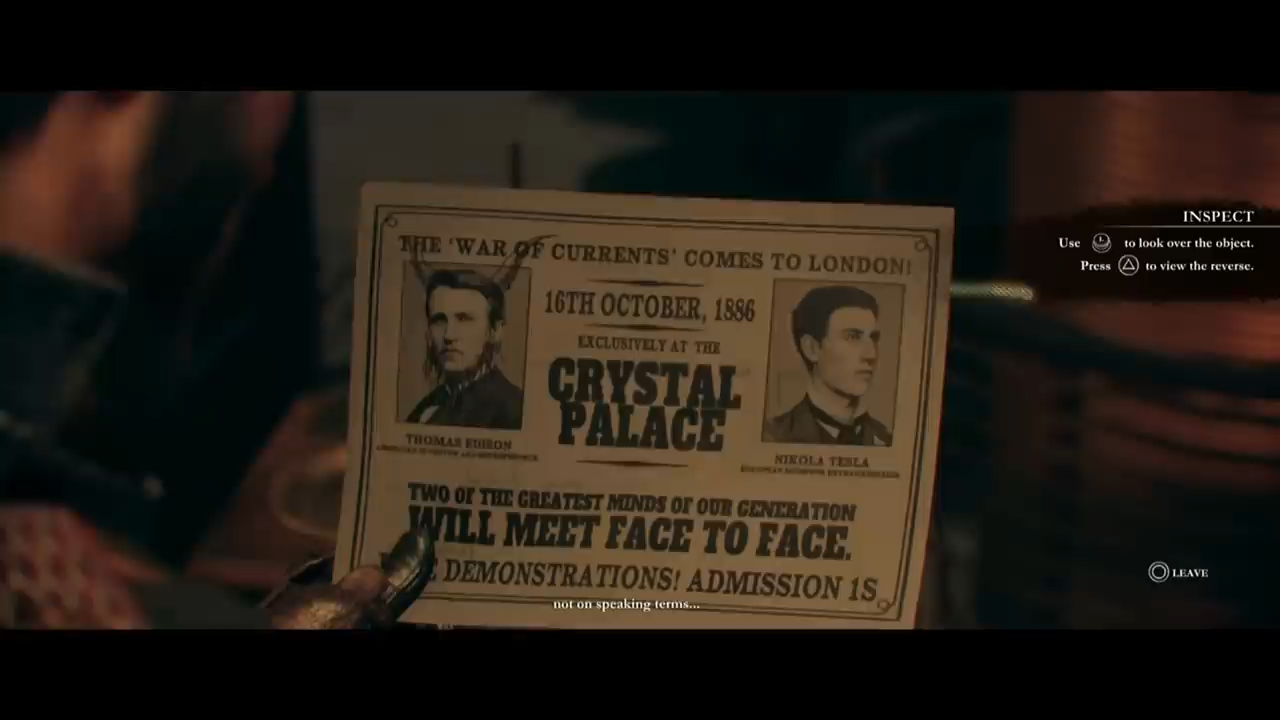 THE 'WAR OF CURRENTS' COMES TO LONDON!
16TH OCTOBER, 1886
EXCLUSIVELY AT THE
CRYSTAL
PALACE
THOMAS EDISON
NIKOLA TESLA
TWO OF THE GREATEST MINDS OF OUR GENERATION
WILL MEET FACE TO FACE.
DEMONSTRATIONS! ADMISSION 1S
not on speaking terms...
INSPECT
Use L to look over the object.
Press to view the reverse.
LEAVE